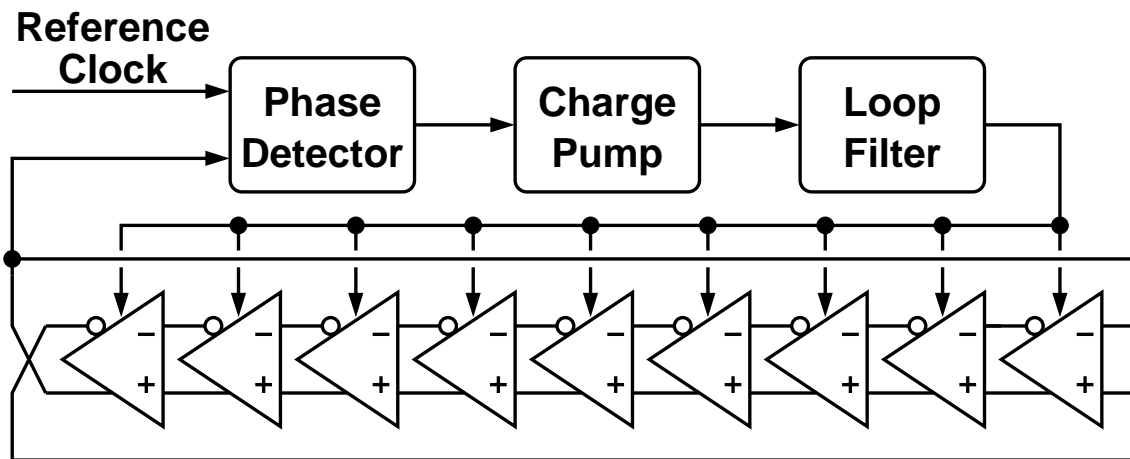 Reference
Clock
Phase
Detector
Charge
Pump
Loop
Filter
− − − − − − − − −
+ + + + + + + + +